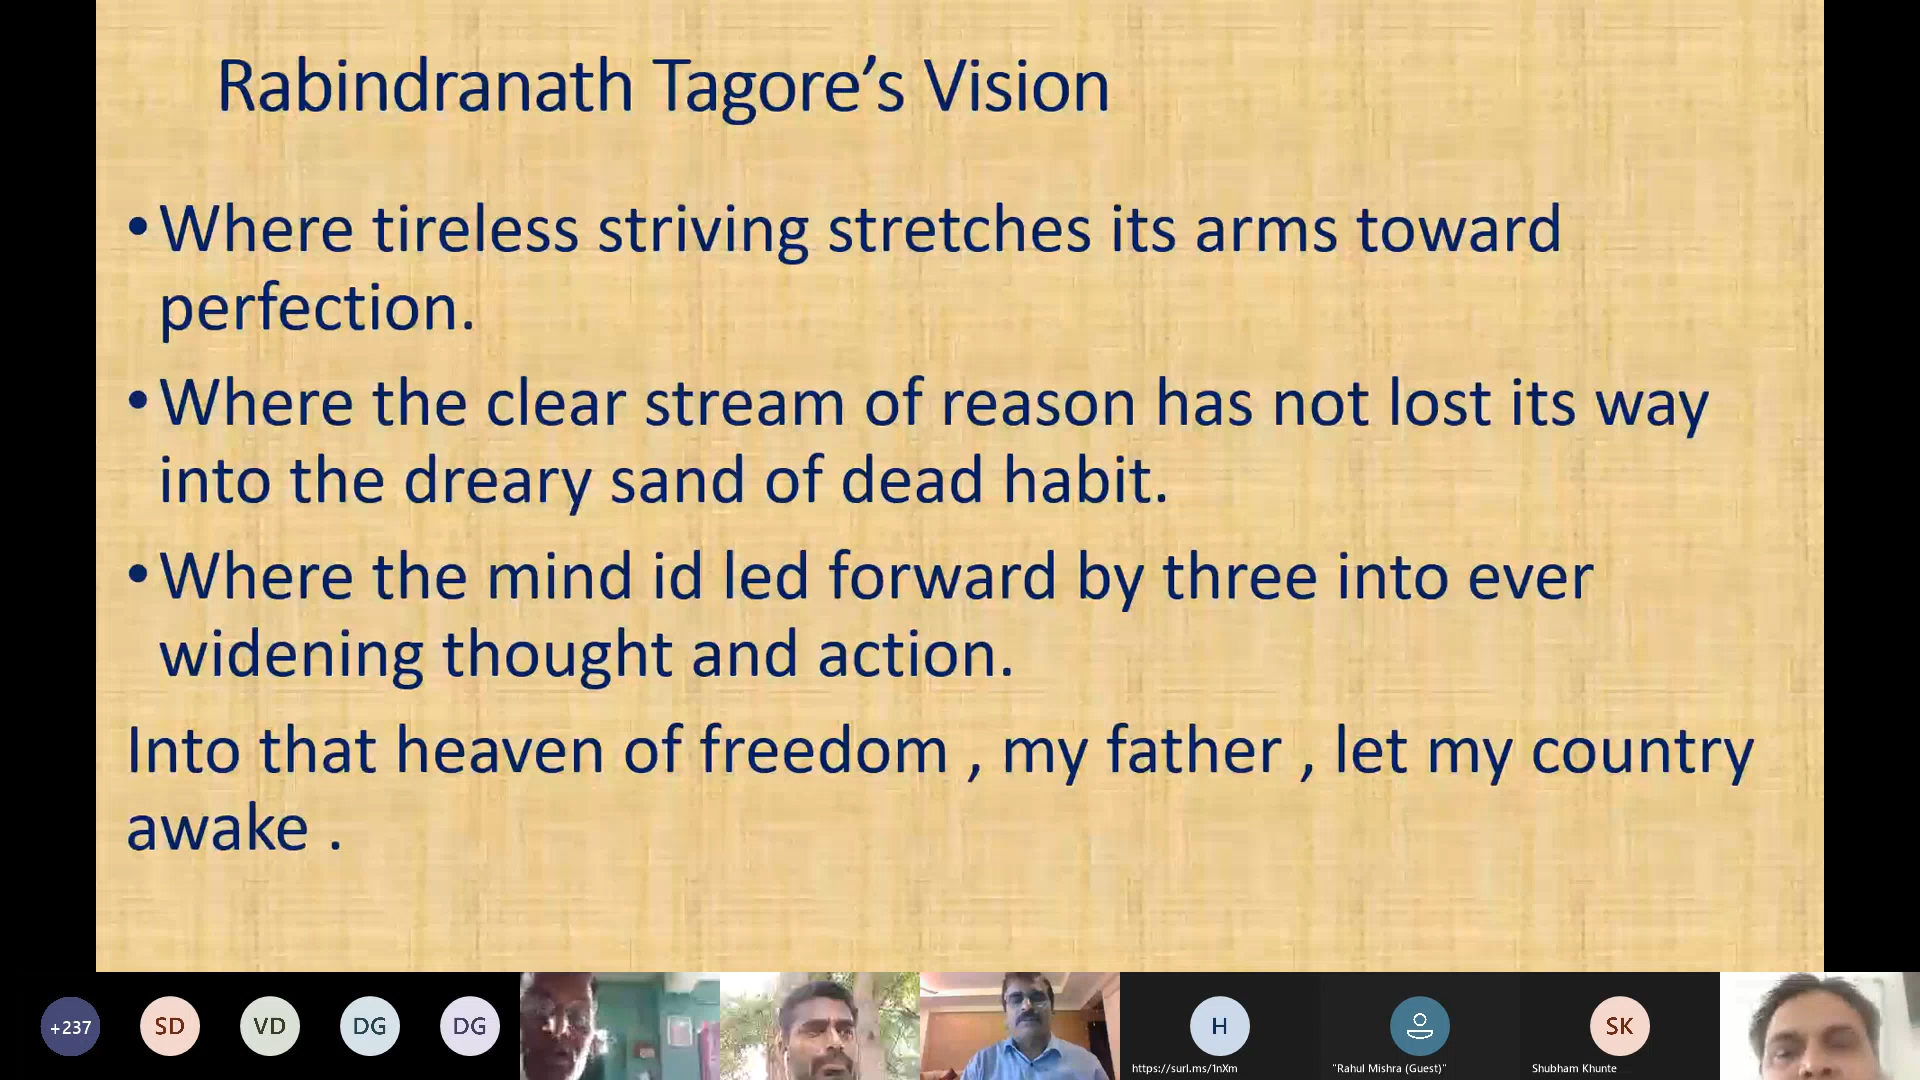 Rabindranath Tagore’s Vision
•Where tireless striving stretches its arms toward
perfection.
•Where the clear stream of reason has not lost its way
into the dreary sand of dead habit.
•Where the mind id led forward by three into ever
widening thought and action.
Into that heaven of freedom , my father , let my country
awake .
+237
SD
VD
DG
DG
H
SK
https://surl.ms/1nXm
"Rahul Mishra (Guest)"
Shubham Khunte